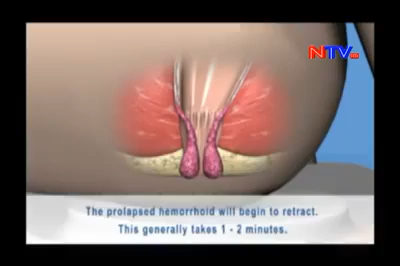 NTV
The prolapsed hemorrhoid will begin to retract.
This generally takes 1 - 2 minutes.